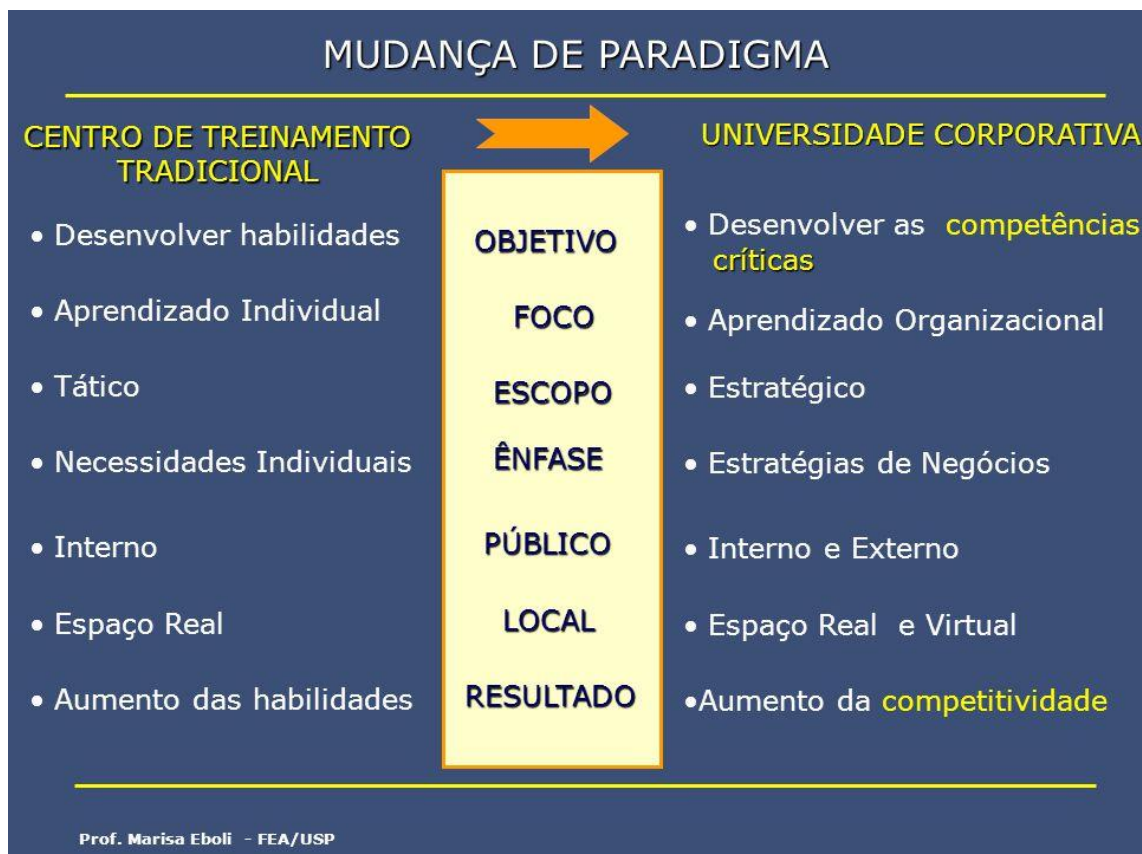 MUDANÇA DE PARADIGMA
CENTRO DE TREINAMENTO
TRADICIONAL
UNIVERSIDADE CORPORATIVA
• Desenvolver habilidades
OBJETIVO
• Desenvolver as competências
críticas
• Aprendizado Individual
FOCO
• Aprendizado Organizacional
• Tático
ESCOPO
• Estratégico
• Necessidades Individuais
ÊNFASE
• Estratégias de Negócios
• Interno
PÚBLICO
• Interno e Externo
• Espaço Real
LOCAL
• Espaço Real e Virtual
• Aumento das habilidades
RESULTADO
•Aumento da competitividade
Prof. Marisa Eboli - FEA/USP